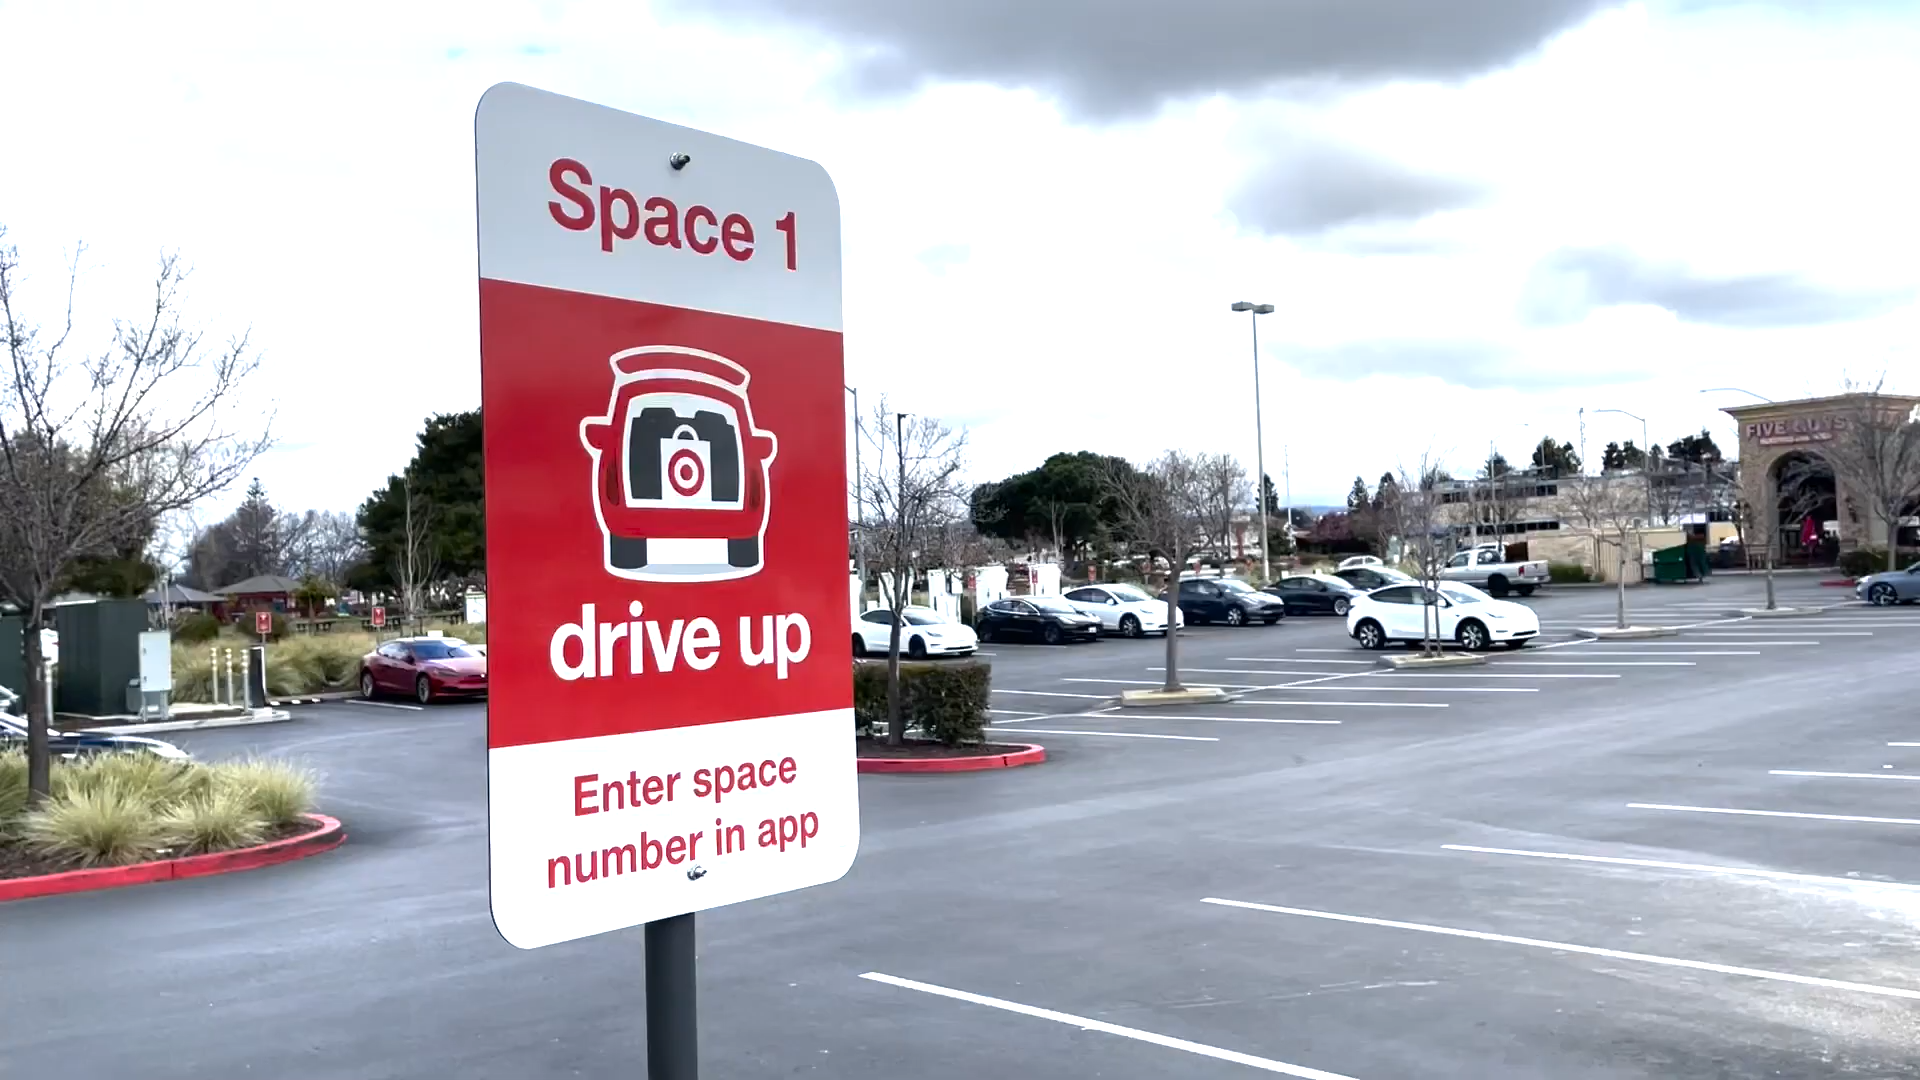 Space 1
drive up
Enter space
number in app
FIVE GUYS